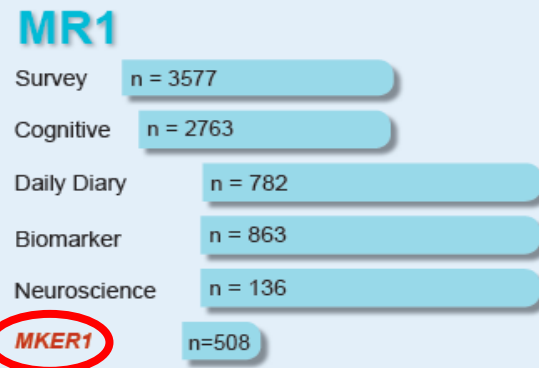 MR1
Survey n = 3577
Cognitive n = 2763
Daily Diary n = 782
Biomarker n = 863
Neuroscience n = 136
MKER1 n=508